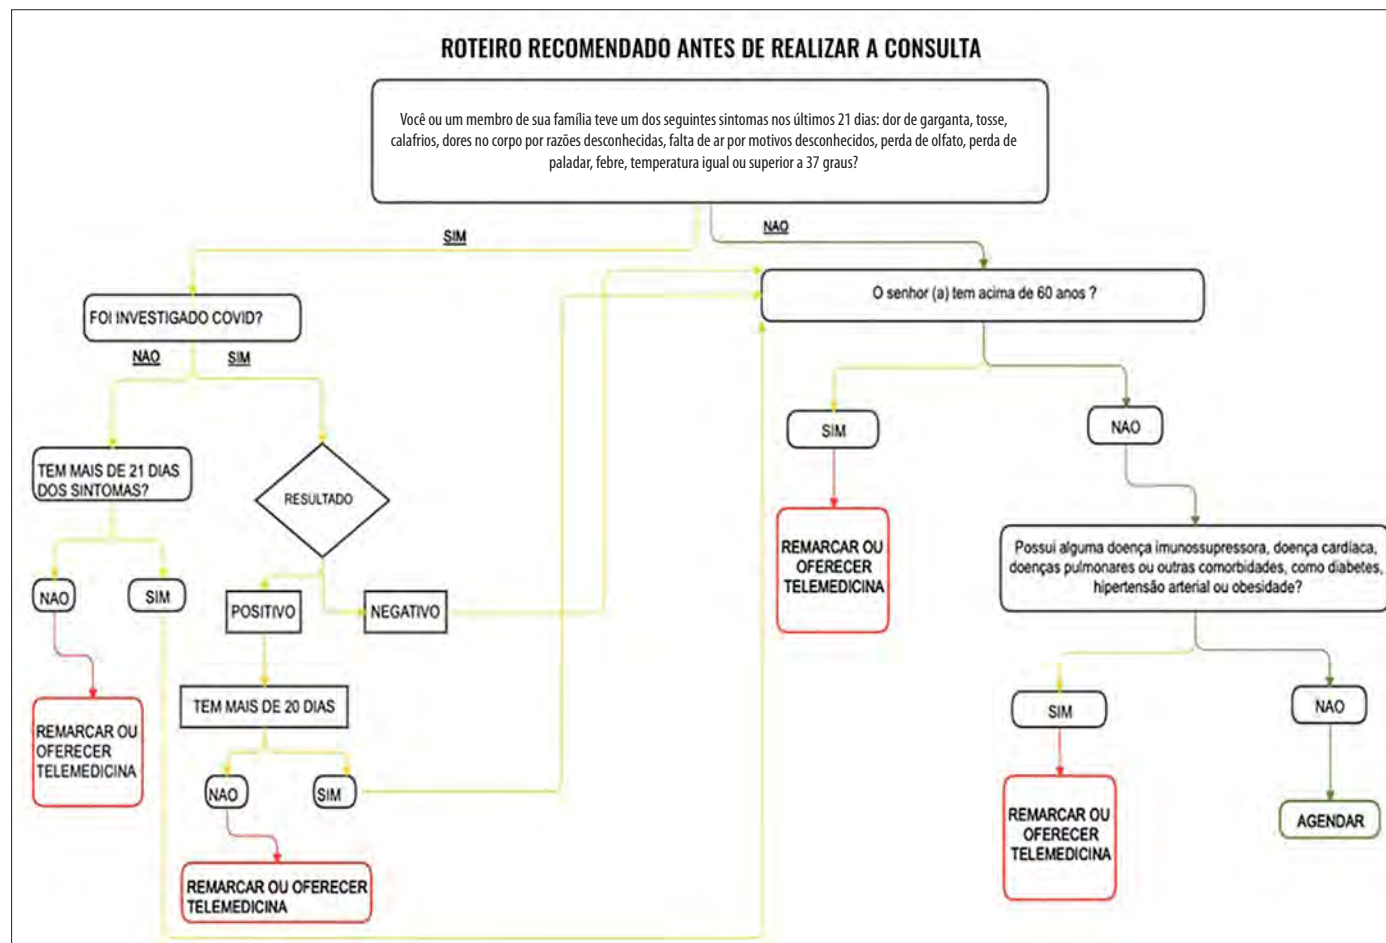 ROTEIRO RECOMENDADO ANTES DE REALIZAR A CONSULTA
Você ou um membro de sua família teve um dos seguintes sintomas nos últimos 21 dias: dor de garganta, tosse,
calafrios, dores no corpo por razões desconhecidas, falta de ar por motivos desconhecidos, perda de olfato, perda de
paladar, febre, temperatura igual ou superior a 37 graus?
SIM
NAO
FOI INVESTIGADO COVID?
O senhor (a) tem acima de 60 anos ?
NAO
SIM
TEM MAIS DE 21 DIAS
DOS SINTOMAS?
RESULTADO
SIM
NAO
NAO
SIM
POSITIVO
NEGATIVO
REMARCAR OU
OFERECER
TELEMEDICINA
Possui alguma doença imunossupressora, doença cardíaca,
doenças pulmonares ou outras comorbidades, como diabetes,
hipertensão arterial ou obesidade?
REMARCAR OU
OFERECER
TELEMEDICINA
TEM MAIS DE 20 DIAS
NAO
SIM
SIM
NAO
REMARCAR OU OFERECER
TELEMEDICINA
REMARCAR OU
OFERECER
TELEMEDICINA
AGENDAR